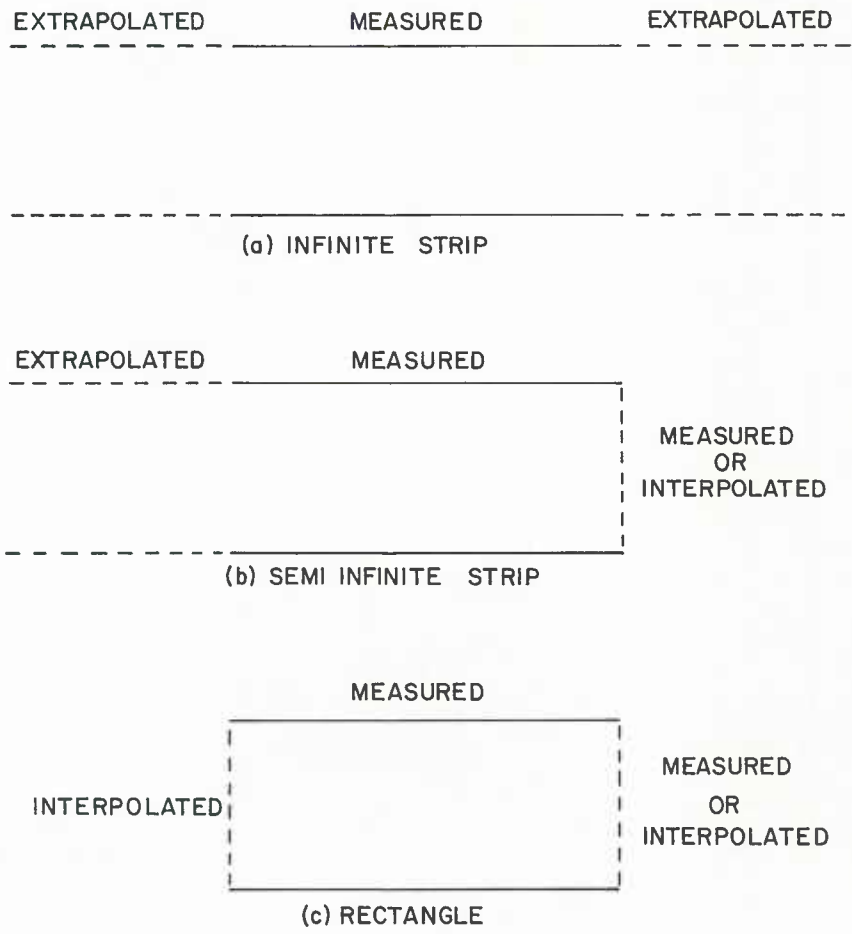 EXTRAPOLATED MEASURED EXTRAPOLATED
(a) INFINITE STRIP
EXTRAPOLATED MEASURED
MEASURED
OR
INTERPOLATED
(b) SEMI INFINITE STRIP
MEASURED
INTERPOLATED
MEASURED
OR
INTERPOLATED
(c) RECTANGLE